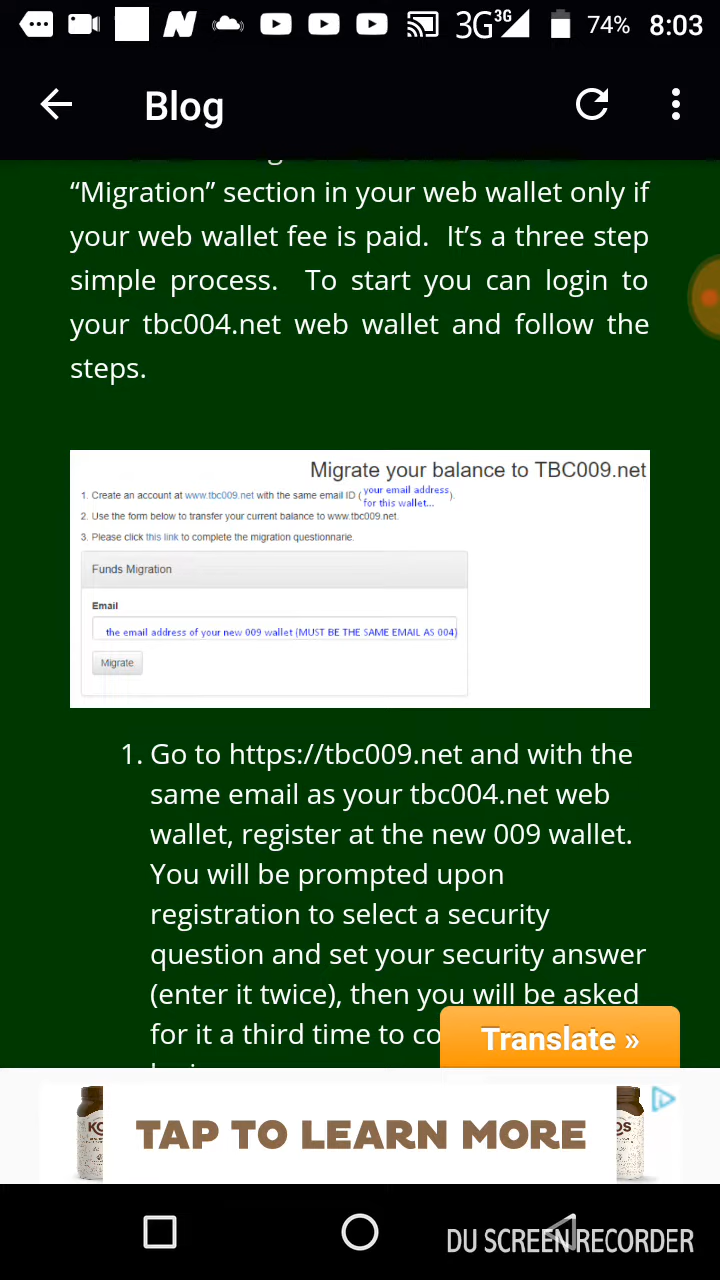 3G 3G 74% 8:03
Blog
“Migration” section in your web wallet only if
your web wallet fee is paid. It’s a three step
simple process. To start you can login to
your tbc004.net web wallet and follow the
steps.
Migrate your balance to TBC009.net
1. Create an account at www.tbc009.net with the same email ID ( your email address
for this wallet... ).
2. Use the form below to transfer your current balance to www.tbc009.net.
3. Please click this link to complete the migration questionnarie.
Funds Migration
Email
the email address of your new 009 wallet (MUST BE THE SAME EMAIL AS 004)
Migrate
1. Go to https://tbc009.net and with the
same email as your tbc004.net web
wallet, register at the new 009 wallet.
You will be prompted upon
registration to select a security
question and set your security answer
(enter it twice), then you will be asked
for it a third time to co
Translate »
TAP TO LEARN MORE
DU SCREEN RECORDER